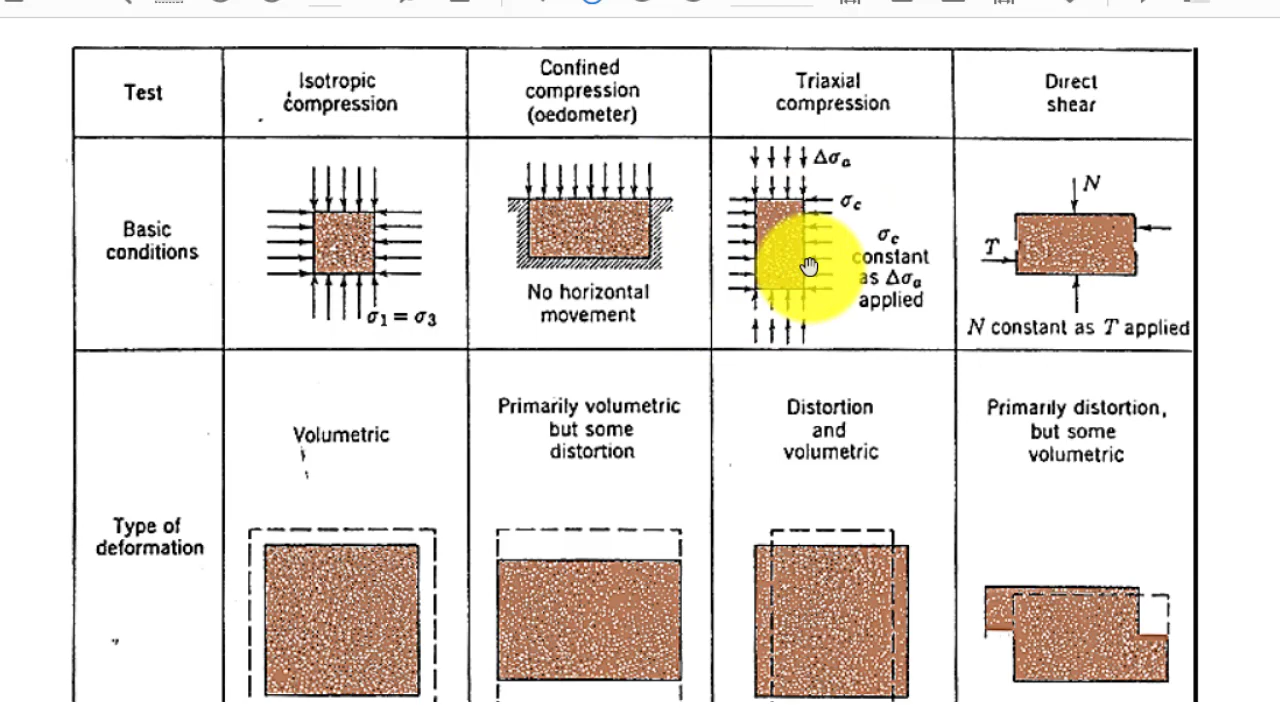 Test
Isotropic
compression
Confined
compression
(oedometer)
Triaxial
compression
Direct
shear
Basic
conditions
σ₁ = σ₃
No horizontal
movement
Δσₐ
σ꜀
σ꜀
constant
as Δσₐ
applied
N
T
N constant as T applied
Type of
deformation
Volumetric
Primarily volumetric
but some
distortion
Distortion
and
volumetric
Primarily distortion,
but some
volumetric